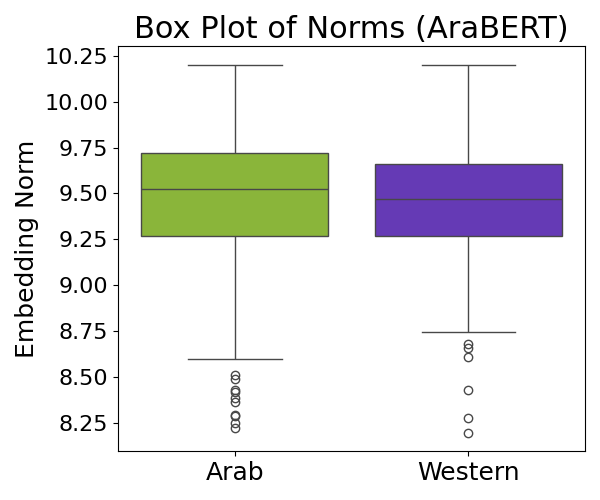 Box Plot of Norms (AraBERT)
Embedding Norm
10.25
10.00
9.75
9.50
9.25
9.00
8.75
8.50
8.25
Arab
Western